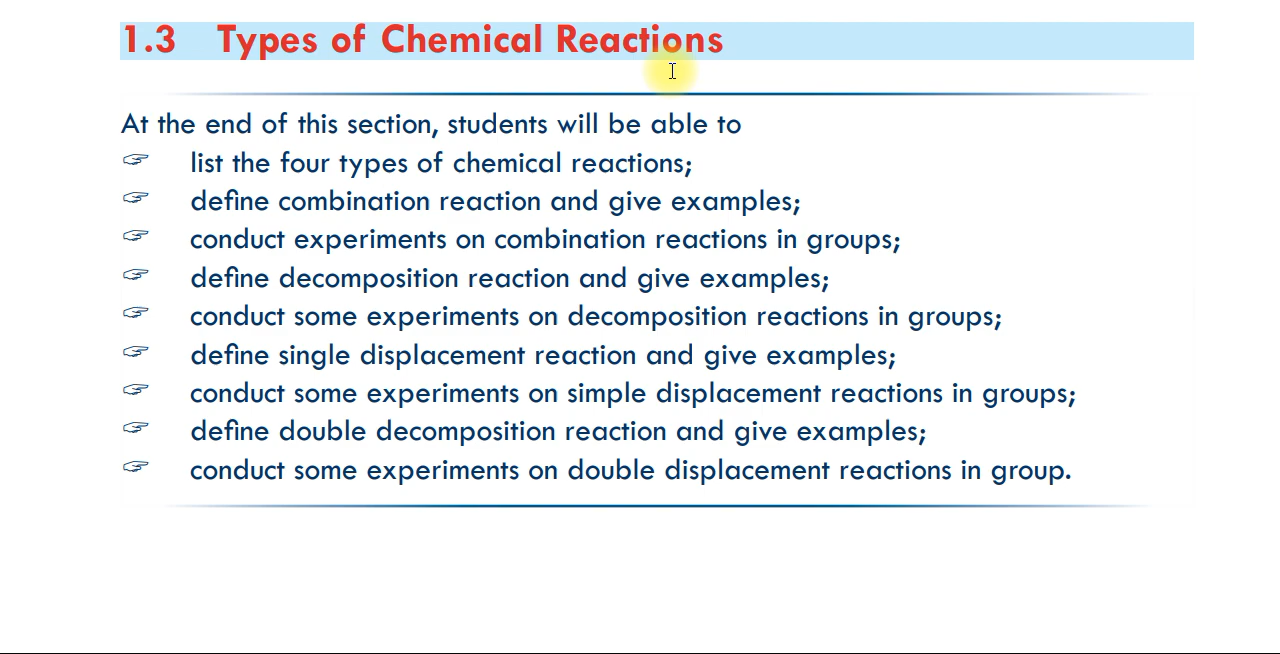 1.3 Types of Chemical Reactions
At the end of this section, students will be able to
☞ list the four types of chemical reactions;
☞ define combination reaction and give examples;
☞ conduct experiments on combination reactions in groups;
☞ define decomposition reaction and give examples;
☞ conduct some experiments on decomposition reactions in groups;
☞ define single displacement reaction and give examples;
☞ conduct some experiments on simple displacement reactions in groups;
☞ define double decomposition reaction and give examples;
☞ conduct some experiments on double displacement reactions in group.